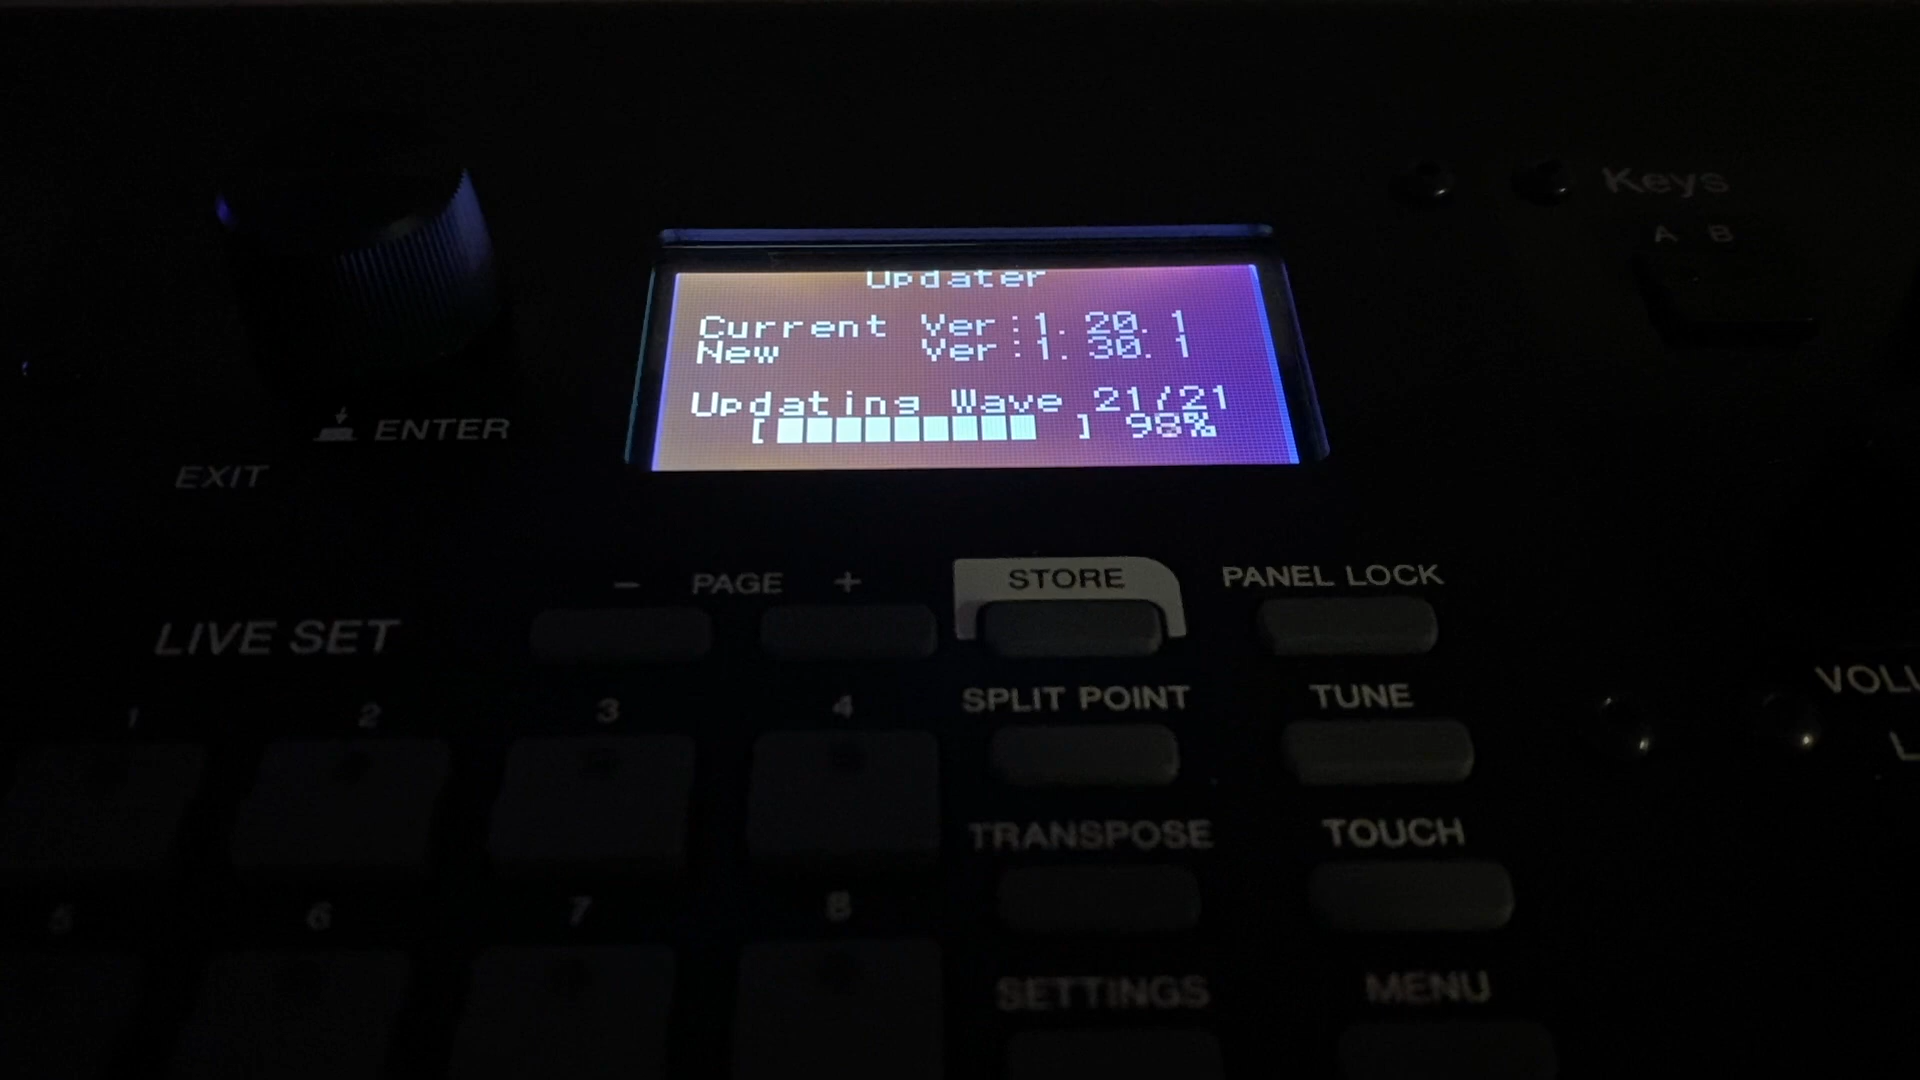 Keys
A B
Updater
Current Ver :1. 20. 1
New Ver :1. 30. 1
Updating Wave 21/21
[ ] 98%
ENTER
EXIT
- PAGE +
STORE
PANEL LOCK
LIVE SET
SPLIT POINT
TUNE
1 2 3 4
TRANSPOSE
TOUCH
5 6 7 8
SETTINGS
MENU